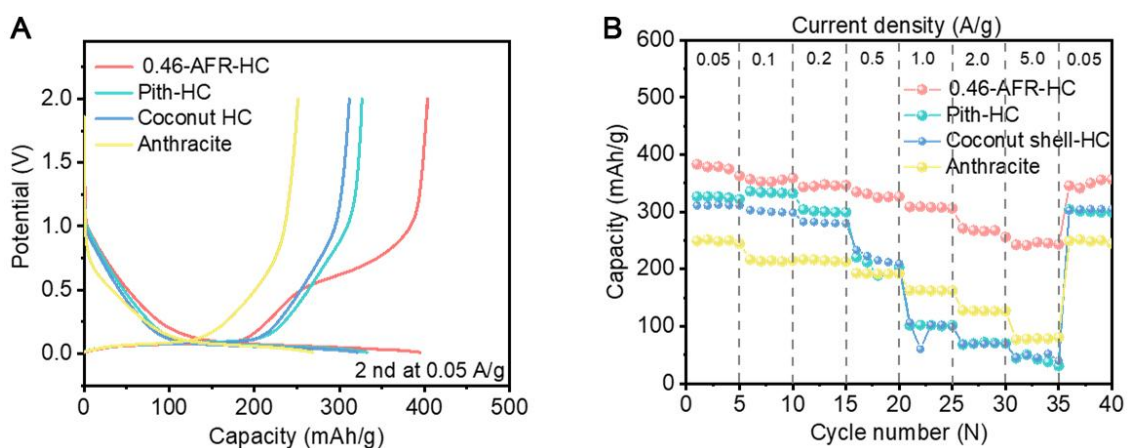 A
0.46-AFR-HC
Pith-HC
Coconut HC
Anthracite
Potential (V)
2.0
1.5
1.0
0.5
0.0
2 nd at 0.05 A/g
0 100 200 300 400 500
Capacity (mAh/g)
B
Current density (A/g)
0.05 0.1 0.2 0.5 1.0 2.0 5.0 0.05
0.46-AFR-HC
Pith-HC
Coconut shell-HC
Anthracite
Capacity (mAh/g)
600
500
400
300
200
100
0
0 5 10 15 20 25 30 35 40
Cycle number (N)